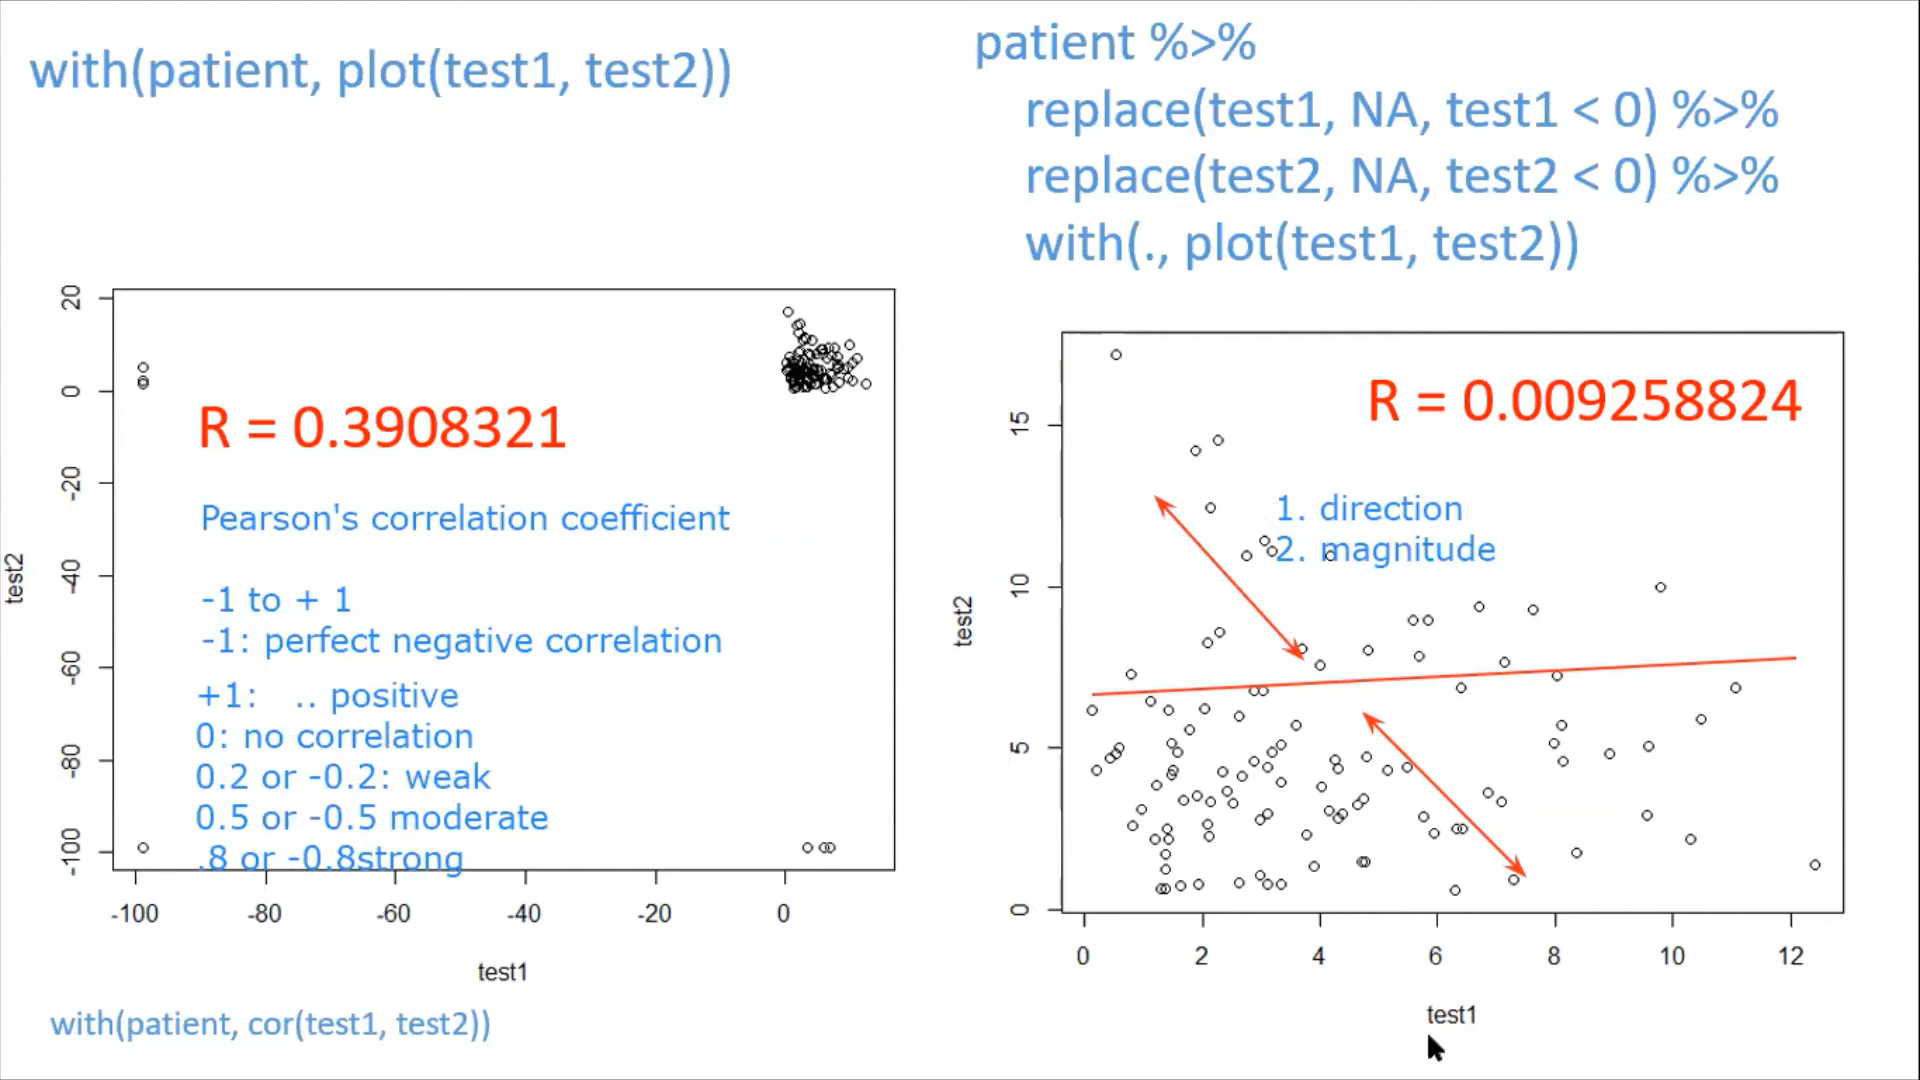 with(patient, plot(test1, test2))
patient %>%
replace(test1, NA, test1 < 0) %>%
replace(test2, NA, test2 < 0) %>%
with(., plot(test1, test2))
20
0
-20
-40
-60
-80
-100
test2
R = 0.3908321
Pearson's correlation coefficient
-1 to + 1
-1: perfect negative correlation
+1: .. positive
0: no correlation
0.2 or -0.2: weak
0.5 or -0.5 moderate
.8 or -0.8strong
-100 -80 -60 -40 -20 0
test1
with(patient, cor(test1, test2))
R = 0.009258824
1. direction
2. magnitude
15
10
5
0
test2
0 2 4 6 8 10 12
test1